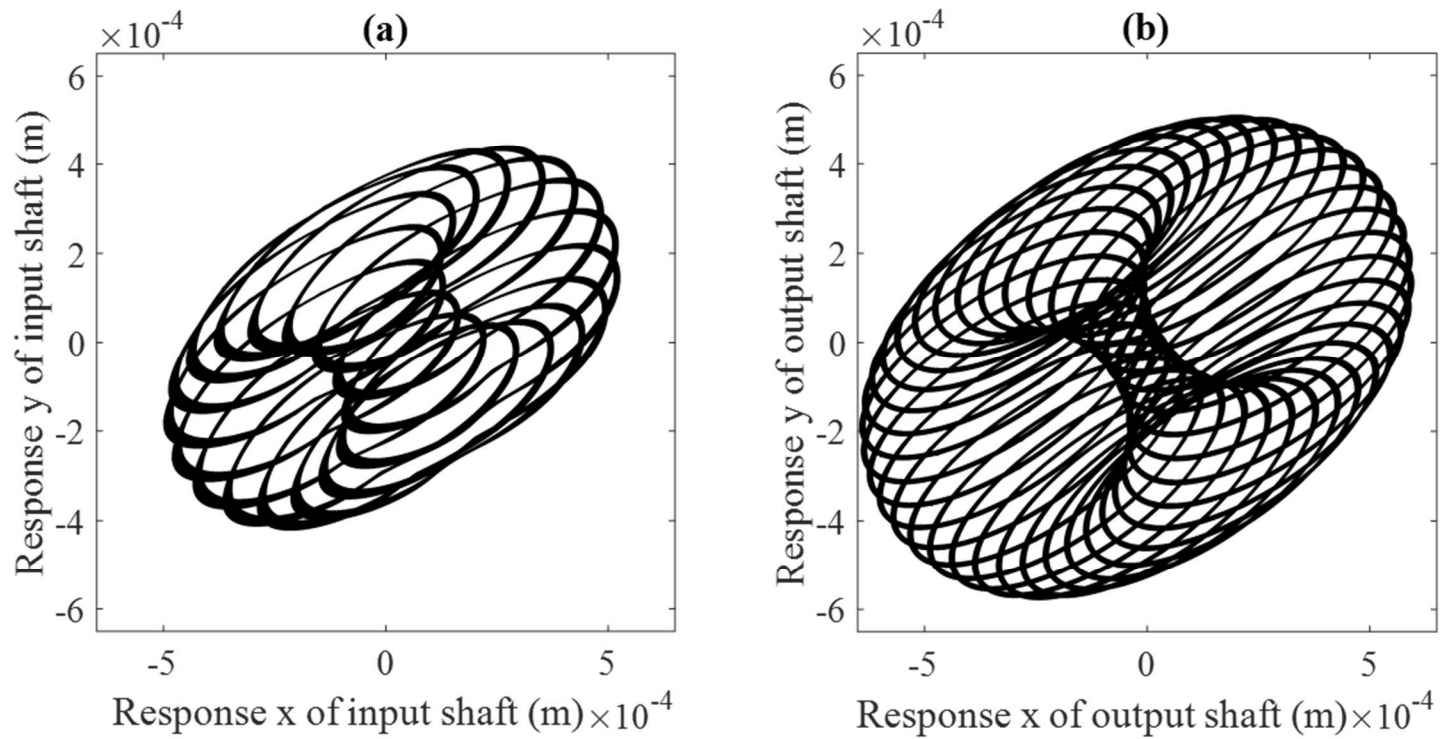 (a)
×10-4
6
4
2
0
-2
-4
-6
-5 0 5
Response y of input shaft (m)
Response x of input shaft (m) ×10-4
(b)
×10-4
6
4
2
0
-2
-4
-6
-5 0 5
Response y of output shaft (m)
Response x of output shaft (m) ×10-4